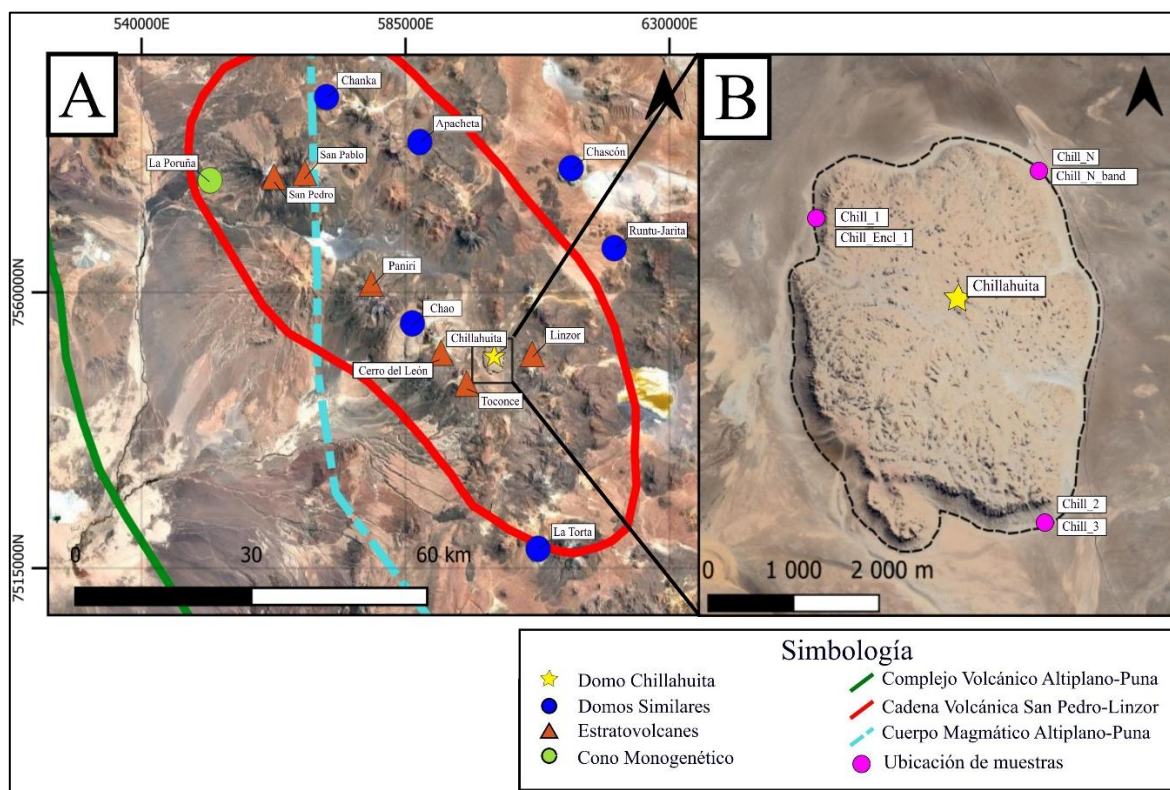 540000E
585000E
630000E
A
B
Chanka
Apacheta
Chascón
La Poruña
San Pablo
San Pedro
Runtu-Jarita
Paniri
Chao
Chillahuita
Linzor
Cerro del León
Toconce
La Torta
7560000N
7515000N
0
30
60 km
Chill_N
Chill_N_band
Chill_1
Chill_Encl_1
Chillahuita
Chill_2
Chill_3
0
1 000
2 000 m
Simbología
Domo Chillahuita
Domos Similares
Estratovolcanes
Cono Monogenético
Complejo Volcánico Altiplano-Puna
Cadena Volcánica San Pedro-Linzor
Cuerpo Magmático Altiplano-Puna
Ubicación de muestras